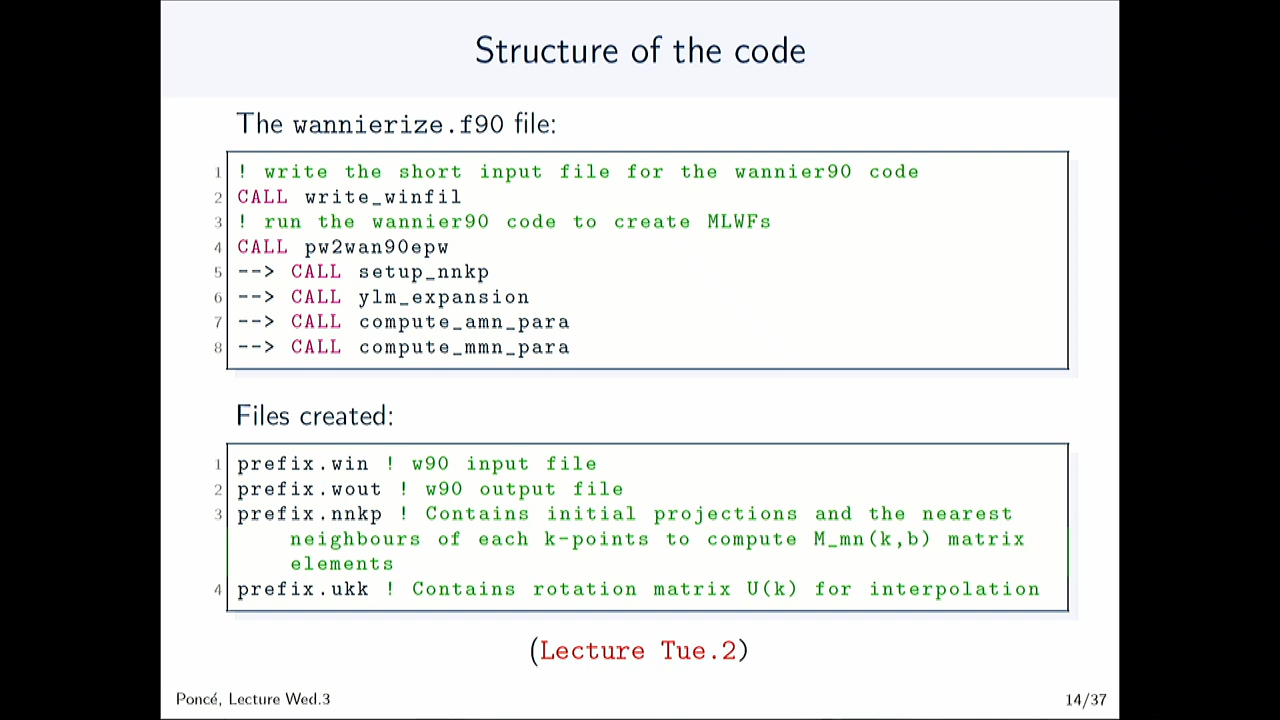 Structure of the code
The wannierize.f90 file:
1 ! write the short input file for the wannier90 code
2 CALL write_winfil
3 ! run the wannier90 code to create MLWFs
4 CALL pw2wan90epw
5 --> CALL setup_nnkp
6 --> CALL ylm_expansion
7 --> CALL compute_amn_para
8 --> CALL compute_mmn_para
Files created:
1 prefix.win ! w90 input file
2 prefix.wout ! w90 output file
3 prefix.nnkp ! Contains initial projections and the nearest
neighbours of each k-points to compute M_mn(k,b) matrix
elements
4 prefix.ukk ! Contains rotation matrix U(k) for interpolation
(Lecture Tue.2)
Poncé, Lecture Wed.3
14/37